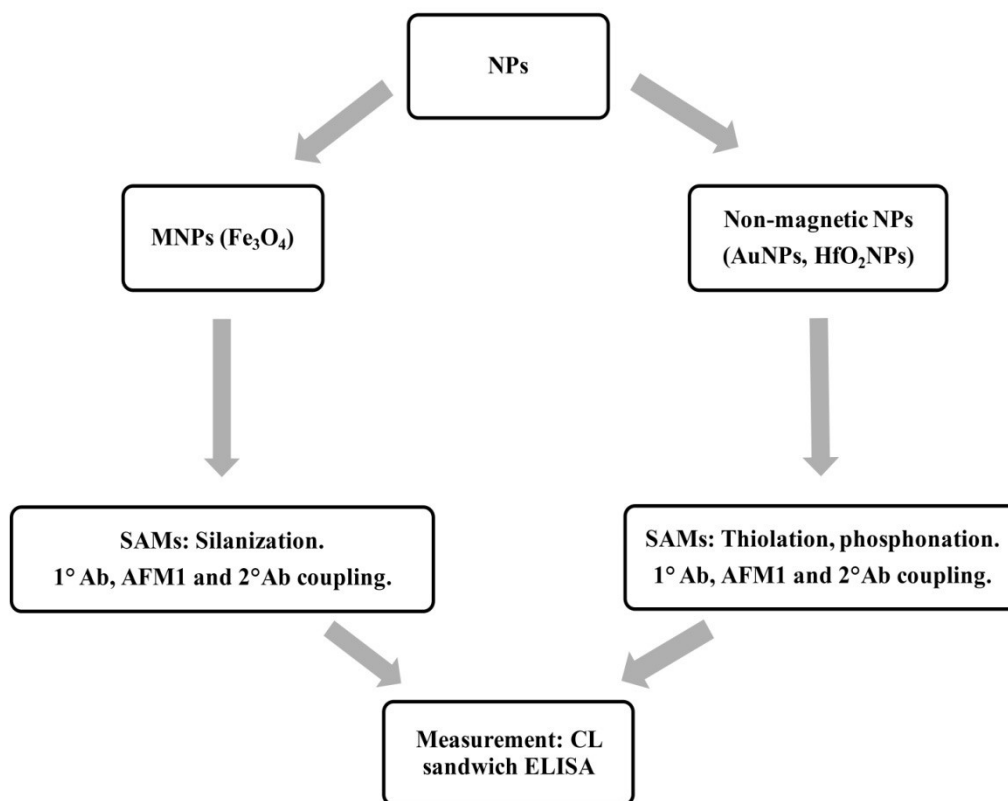 NPs
MNPs (Fe₃O₄)
Non-magnetic NPs
(AuNPs, HfO₂NPs)
SAMs: Silanization.
1° Ab, AFM1 and 2°Ab coupling.
SAMs: Thiolation, phosphonation.
1° Ab, AFM1 and 2°Ab coupling.
Measurement: CL
sandwich ELISA